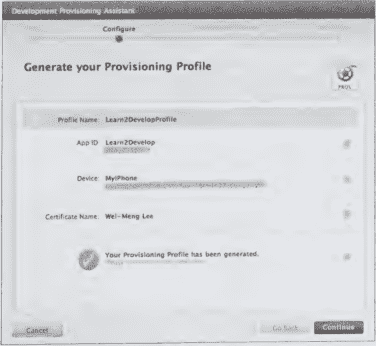 Development Provisioning Assistant
Configure
Generate your Provisioning Profile
PROV
Profile Name: Learn2DevelopProfile
App ID: Learn2Develop
Device: MyiPhone
Certificate Name: Wei-Meng Lee
Your Provisioning Profile has been generated.
Cancel
Go Back
Continue